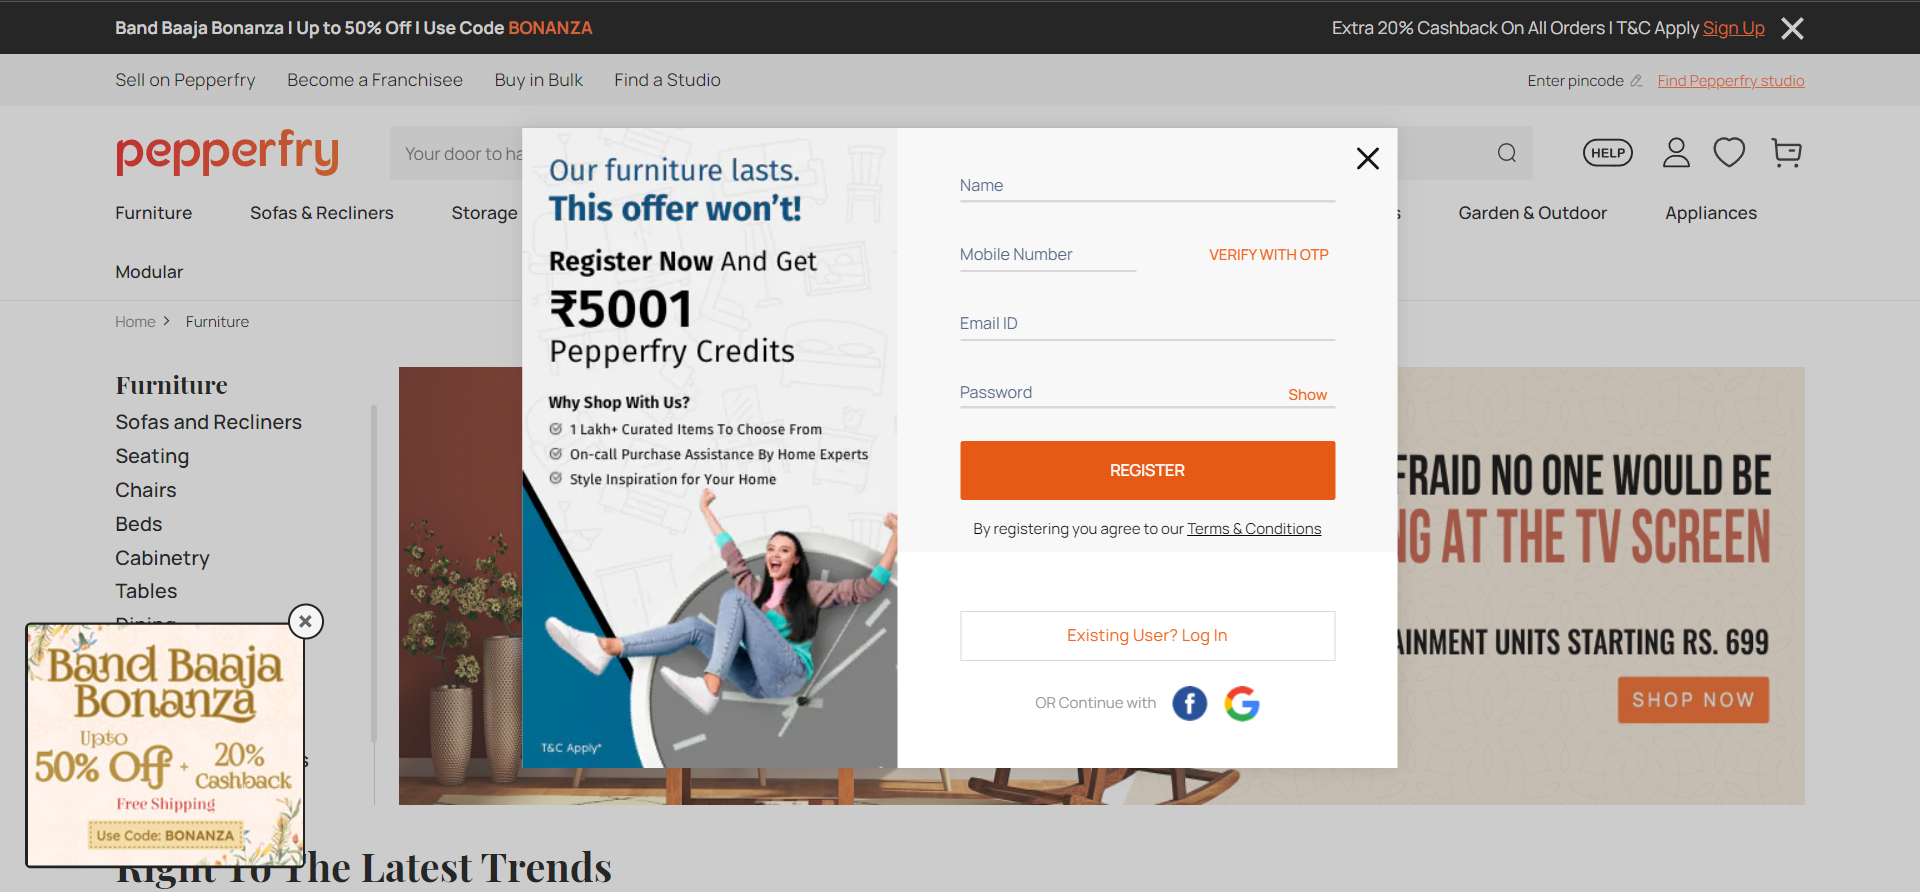 Band Baaja Bonanza | Up to 50% Off | Use Code BONANZA
Extra 20% Cashback On All Orders | T&C Apply Sign Up
Sell on Pepperfry
Become a Franchisee
Buy in Bulk
Find a Studio
Enter pincode
Find Pepperfry studio
pepperfry
Your door to ha
HELP
Furniture
Sofas & Recliners
Storage
Garden & Outdoor
Appliances
Modular
Home > Furniture
Furniture
Sofas and Recliners
Seating
Chairs
Beds
Cabinetry
Tables
Our furniture lasts.
This offer won't!
Register Now And Get
₹5001
Pepperfry Credits
Why Shop With Us?
1 Lakh+ Curated Items To Choose From
On-call Purchase Assistance By Home Experts
Style Inspiration for Your Home
T&C Apply*
Name
Mobile Number
VERIFY WITH OTP
Email ID
Password
Show
REGISTER
By registering you agree to our Terms & Conditions
Existing User? Log In
OR Continue with
FRAID NO ONE WOULD BE
NG AT THE TV SCREEN
AINMENT UNITS STARTING RS. 699
SHOP NOW
Band Baaja
Bonanza
Upto
50% Off + 20% Cashback
Free Shipping
Use Code: BONANZA
Right To The Latest Trends